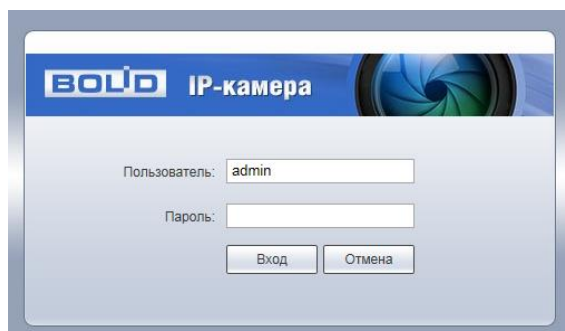 BOLID IP-камера
Пользователь: admin
Пароль:
Вход Отмена